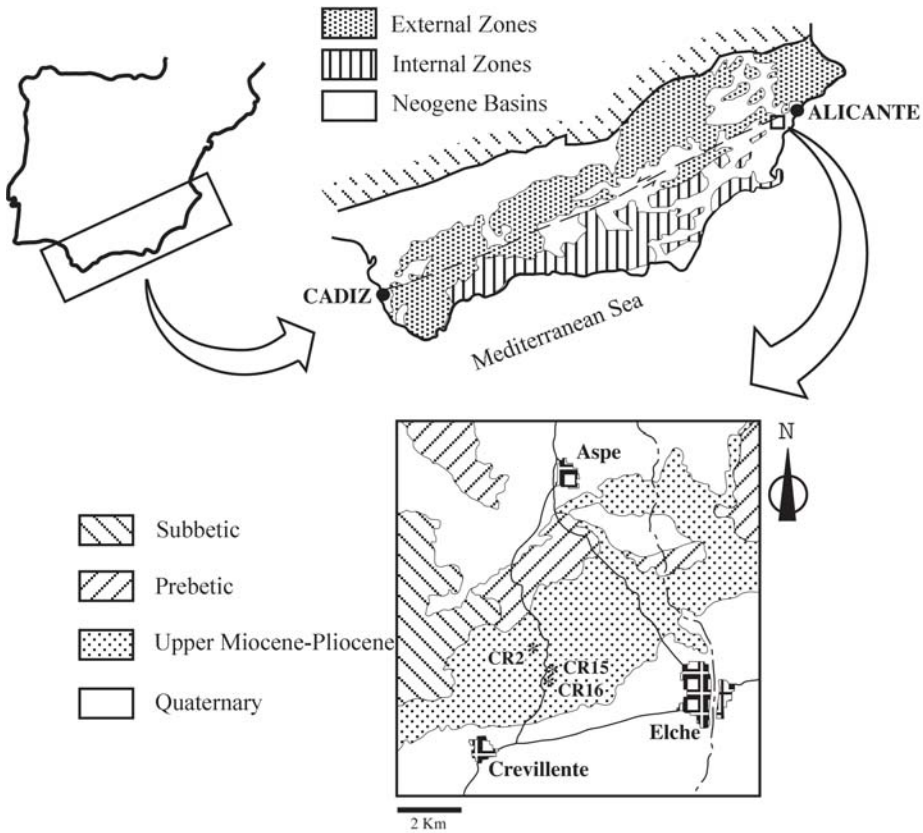 External Zones
Internal Zones
Neogene Basins
ALICANTE
CADIZ
Mediterranean Sea
N
Aspe
Subbetic
Prebetic
Upper Miocene-Pliocene
Quaternary
CR2
CR15
CR16
Elche
Crevillente
2 Km